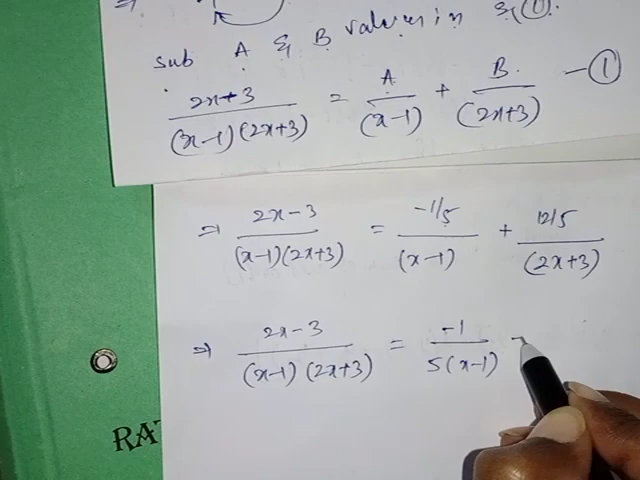 sub A & B values in eq ①.
2x+3 / (x-1)(2x+3) = A / (x-1) + B / (2x+3) — ①
⇒ 2x-3 / (x-1)(2x+3) = -1/5 / (x-1) + 12/5 / (2x+3)
⇒ 2x-3 / (x-1)(2x+3) = -1 / 5(x-1)
RAT